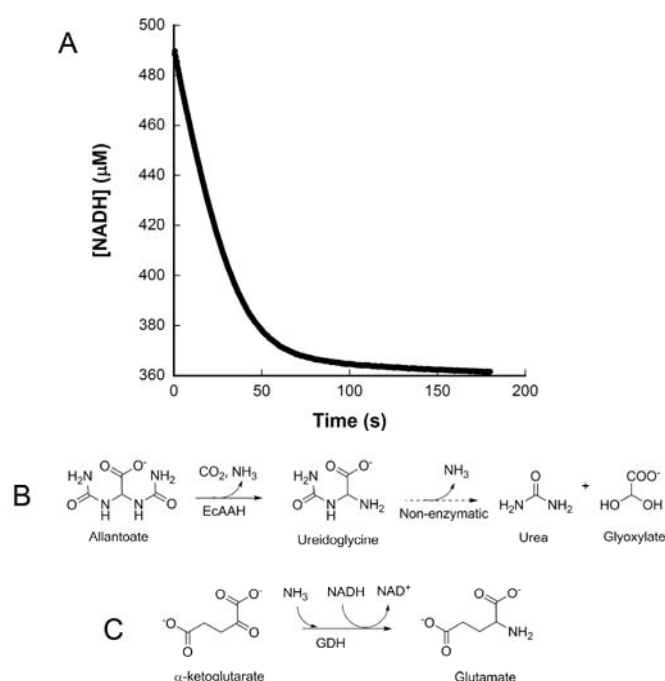 A
500
480
460
440
420
400
380
360
[NADH] (μM)
0 50 100 150 200
Time (s)
B
NH₂ O O⁻ NH₂
O N H N H O
Allantoate
CO₂, NH₃
EcAAH
NH₂ O O⁻
O N H NH₂
Ureidoglycine
NH₃
Non-enzymatic
O
H₂N NH₂
Urea
+
COO⁻
HO OH
Glyoxylate
C
O⁻ O
⁻O O O
α-ketoglutarate
NH₃ NADH NAD⁺
GDH
O O⁻
⁻O O NH₂
Glutamate